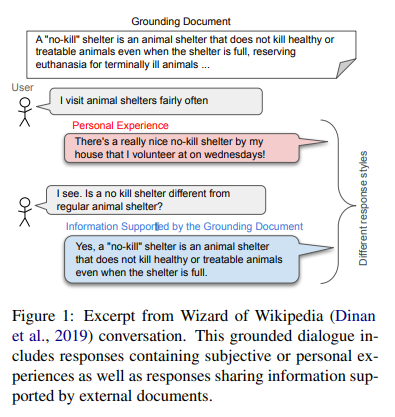 Grounding Document
A "no-kill" shelter is an animal shelter that does not kill healthy or
treatable animals even when the shelter is full, reserving
euthanasia for terminally ill animals ...
User
I visit animal shelters fairly often
Personal Experience
There's a really nice no-kill shelter by my
house that I volunteer at on wednesdays!
I see. Is a no kill shelter different from
regular animal shelter?
Information Supported by the Grounding Document
Yes, a "no-kill" shelter is an animal shelter
that does not kill healthy or treatable animals
even when the shelter is full.
Different response styles
Figure 1: Excerpt from Wizard of Wikipedia (Dinan
et al., 2019) conversation. This grounded dialogue in-
cludes responses containing subjective or personal ex-
periences as well as responses sharing information sup-
ported by external documents.